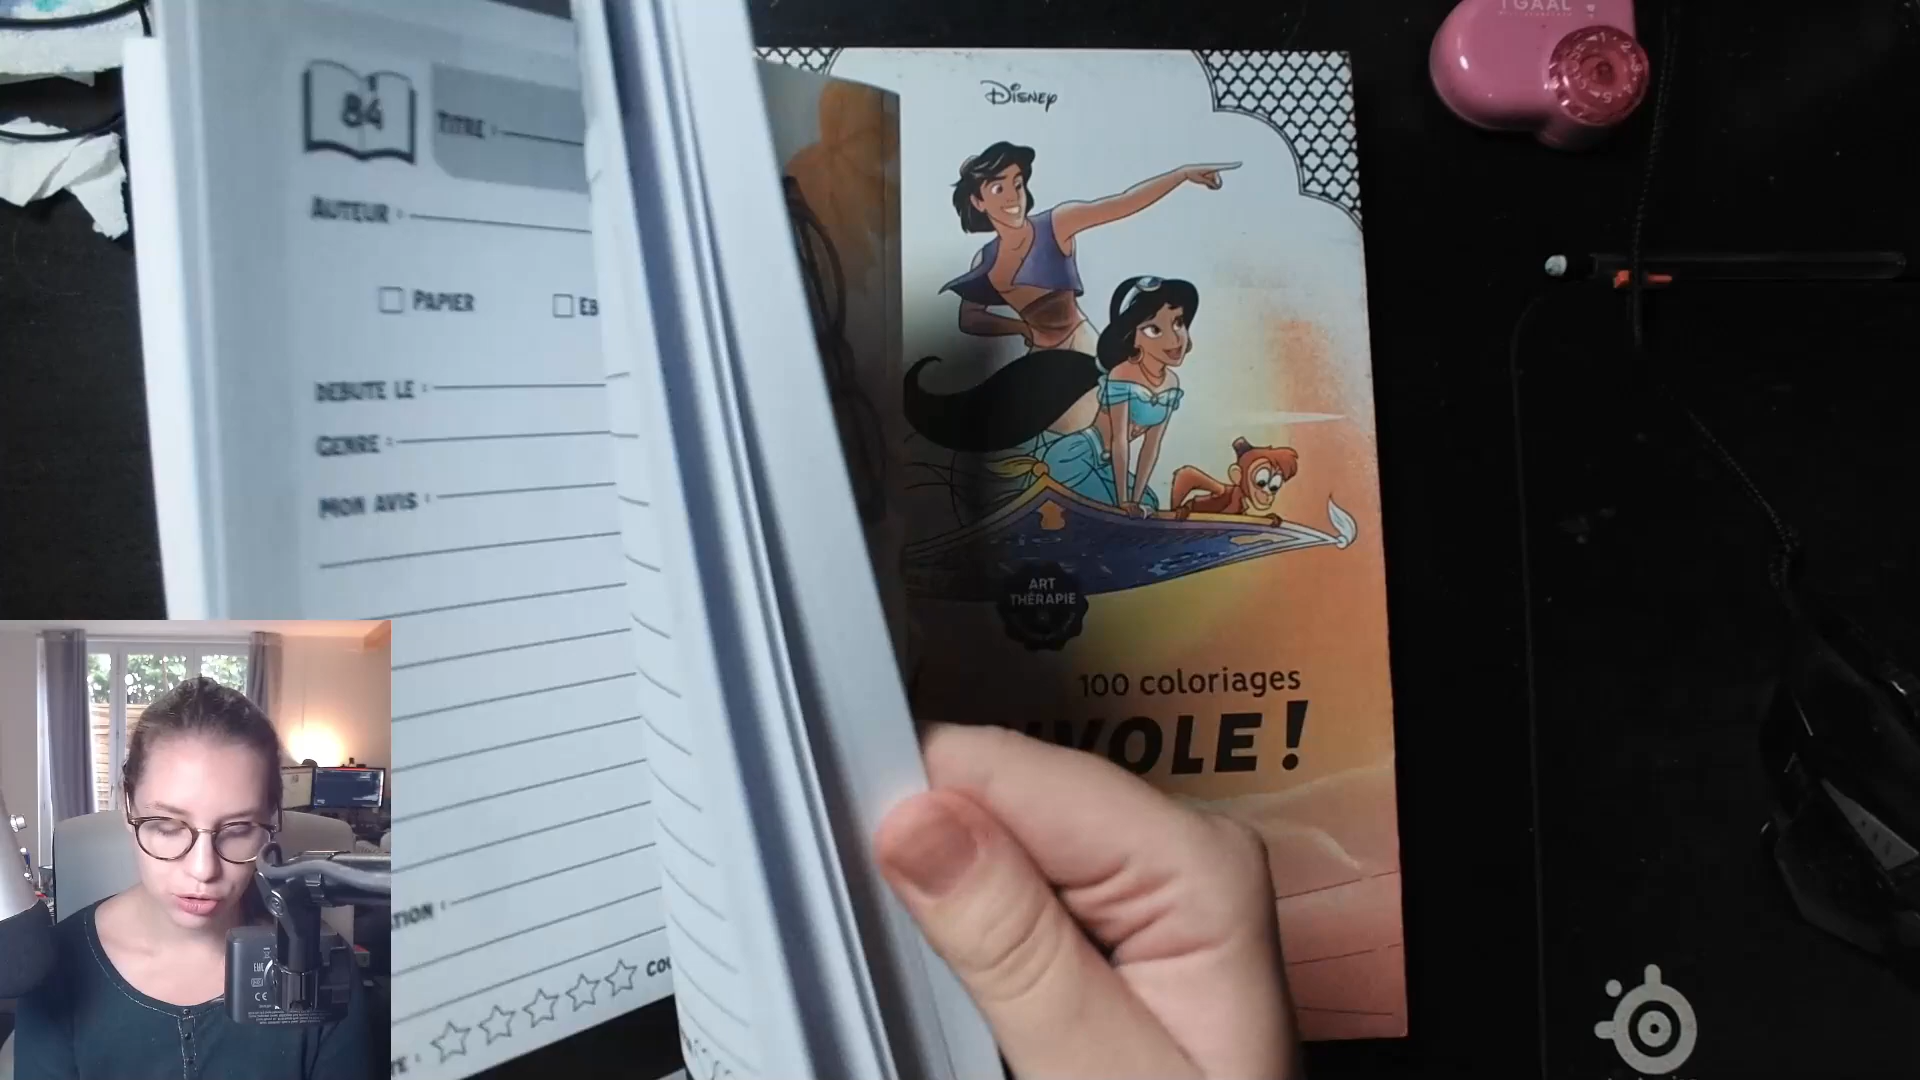 84
TITRE :
AUTEUR :
PAPIER
DEBUTE LE :
GENRE :
MON AVIS :
DISNEY
ART
THÉRAPIE
100 coloriages